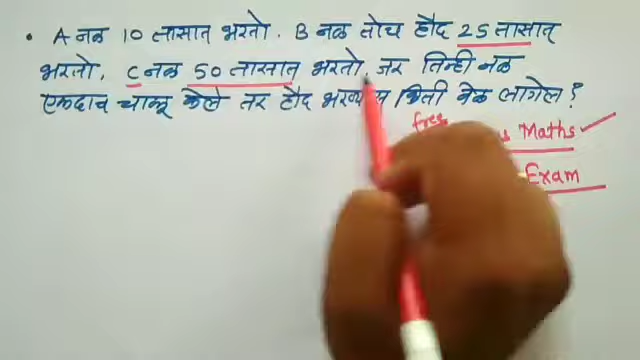 • A नळ 10 तासात भरतो. B नळ तोच हौद 25 तासात
भरतो. C नळ 50 तासात भरतो. जर तिन्ही नळ
एकदाच चालू केले तर हौद भरण्यास किती वेळ लागेल ?
free Maths
Exam